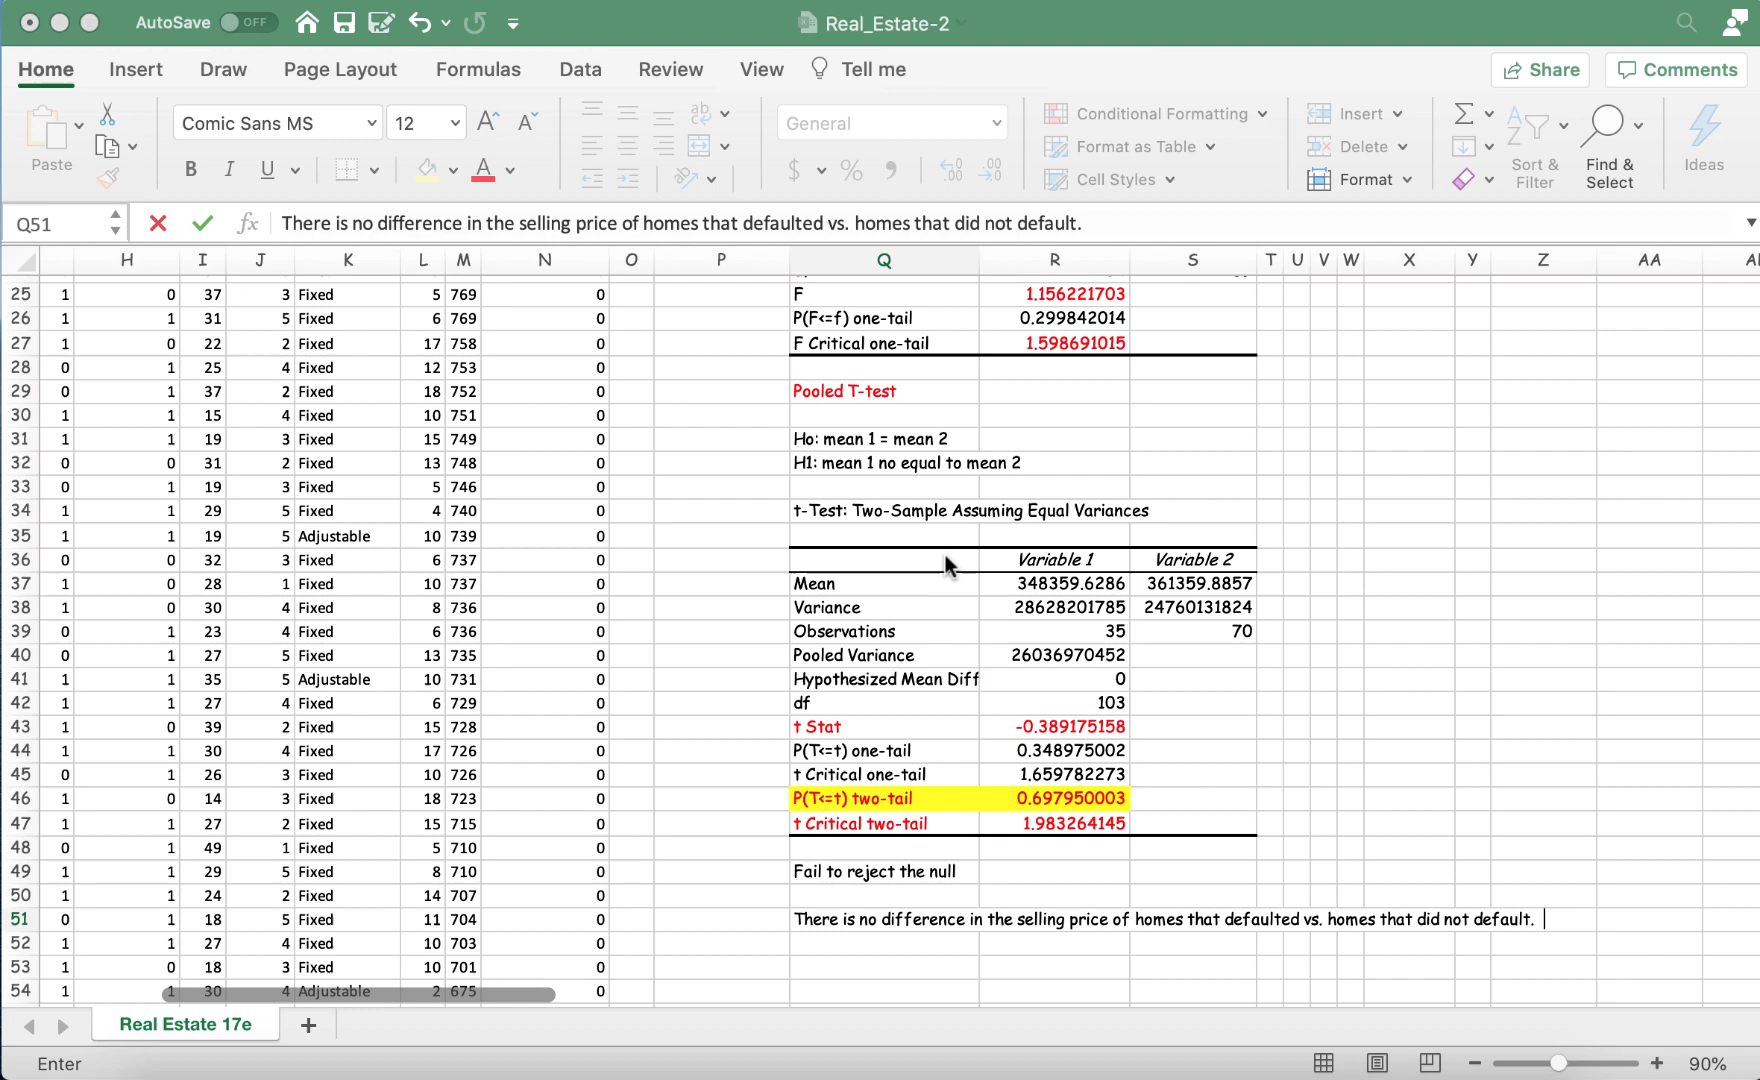 AutoSave OFF Real_Estate-2
Home Insert Draw Page Layout Formulas Data Review View Tell me Share Comments
Paste Comic Sans MS 12 General
B I U
Conditional Formatting
Format as Table
Cell Styles
Insert
Delete
Format
Sort & Filter
Find & Select
Ideas
Q51 fx There is no difference in the selling price of homes that defaulted vs. homes that did not default.
H I J K L M N O P Q R S T U V W X Y Z AA
25 1 0 37 3 Fixed 5 769 0 F 1.156221703
26 1 1 31 5 Fixed 6 769 0 P(F<=f) one-tail 0.299842014
27 1 0 22 2 Fixed 17 758 0 F Critical one-tail 1.598691015
28 0 1 25 4 Fixed 12 753 0
29 0 1 37 2 Fixed 18 752 0 Pooled T-test
30 1 1 15 4 Fixed 10 751 0
31 1 1 19 3 Fixed 15 749 0 Ho: mean 1 = mean 2
32 0 0 31 2 Fixed 13 748 0 H1: mean 1 no equal to mean 2
33 0 1 19 3 Fixed 5 746 0
34 1 1 29 5 Fixed 4 740 0 t-Test: Two-Sample Assuming Equal Variances
35 1 1 19 5 Adjustable 10 739 0
36 0 0 32 3 Fixed 6 737 0 Variable 1 Variable 2
37 1 0 28 1 Fixed 10 737 0 Mean 348359.6286 361359.8857
38 1 0 30 4 Fixed 8 736 0 Variance 28628201785 24760131824
39 0 1 23 4 Fixed 6 736 0 Observations 35 70
40 0 1 27 5 Fixed 13 735 0 Pooled Variance 26036970452
41 1 1 35 5 Adjustable 10 731 0 Hypothesized Mean Diff 0
42 1 1 27 4 Fixed 6 729 0 df 103
43 1 0 39 2 Fixed 15 728 0 t Stat -0.389175158
44 1 1 30 4 Fixed 17 726 0 P(T<=t) one-tail 0.348975002
45 0 1 26 3 Fixed 10 726 0 t Critical one-tail 1.659782273
46 1 0 14 3 Fixed 18 723 0 P(T<=t) two-tail 0.697950003
47 1 1 27 2 Fixed 15 715 0 t Critical two-tail 1.983264145
48 0 1 49 1 Fixed 5 710 0
49 1 1 29 5 Fixed 8 710 0 Fail to reject the null
50 1 1 24 2 Fixed 14 707 0
51 0 1 18 5 Fixed 11 704 0 There is no difference in the selling price of homes that defaulted vs. homes that did not default.
52 1 1 27 4 Fixed 10 703 0
53 1 0 18 3 Fixed 10 701 0
54 1 1 30 4 Adjustable 2 675 0
Real Estate 17e
Enter 90%